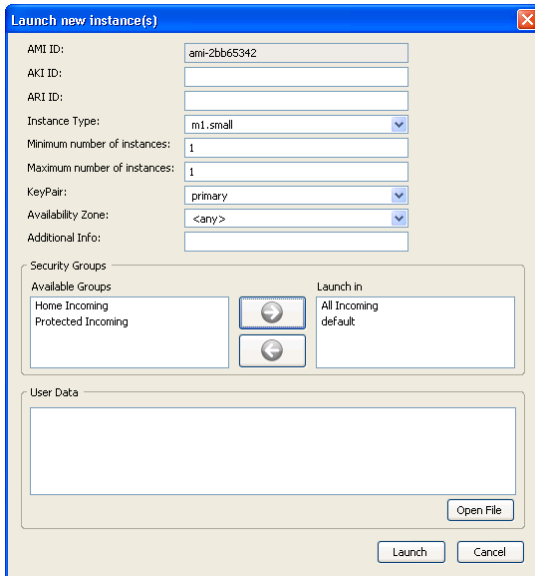 Launch new instance(s)
AMI ID: ami-2bb65342
AKI ID:
ARI ID:
Instance Type: m1.small
Minimum number of instances: 1
Maximum number of instances: 1
KeyPair: primary
Availability Zone: <any>
Additional Info:
Security Groups
Available Groups
Home Incoming
Protected Incoming
Launch in
All Incoming
default
User Data
Open File
Launch Cancel